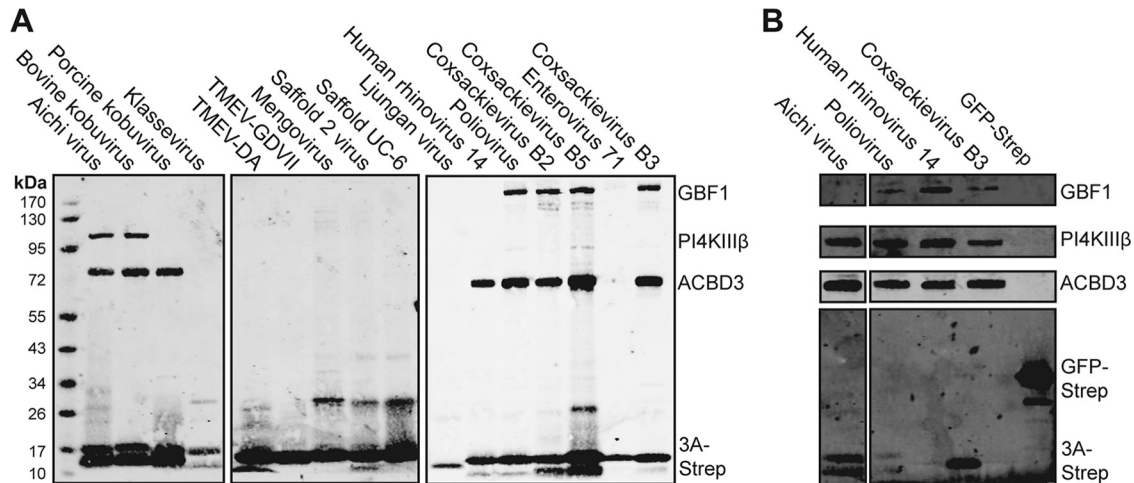 A
Aichi virus
Bovine kobuvirus
Porcine kobuvirus
Klassevirus
TMEV-DA
TMEV-GDVII
Mengovirus
Saffold 2 virus
Saffold UC-6
Ljungan virus
Human rhinovirus 14
Poliovirus
Coxsackievirus B2
Coxsackievirus B5
Enterovirus 71
Coxsackievirus B3
kDa
170
130
95
72
55
43
34
26
17
10
GBF1
PI4KIIIβ
ACBD3
3A-
Strep
B
Aichi virus
Poliovirus
Human rhinovirus 14
Coxsackievirus B3
GFP-Strep
GBF1
PI4KIIIβ
ACBD3
GFP-
Strep
3A-
Strep